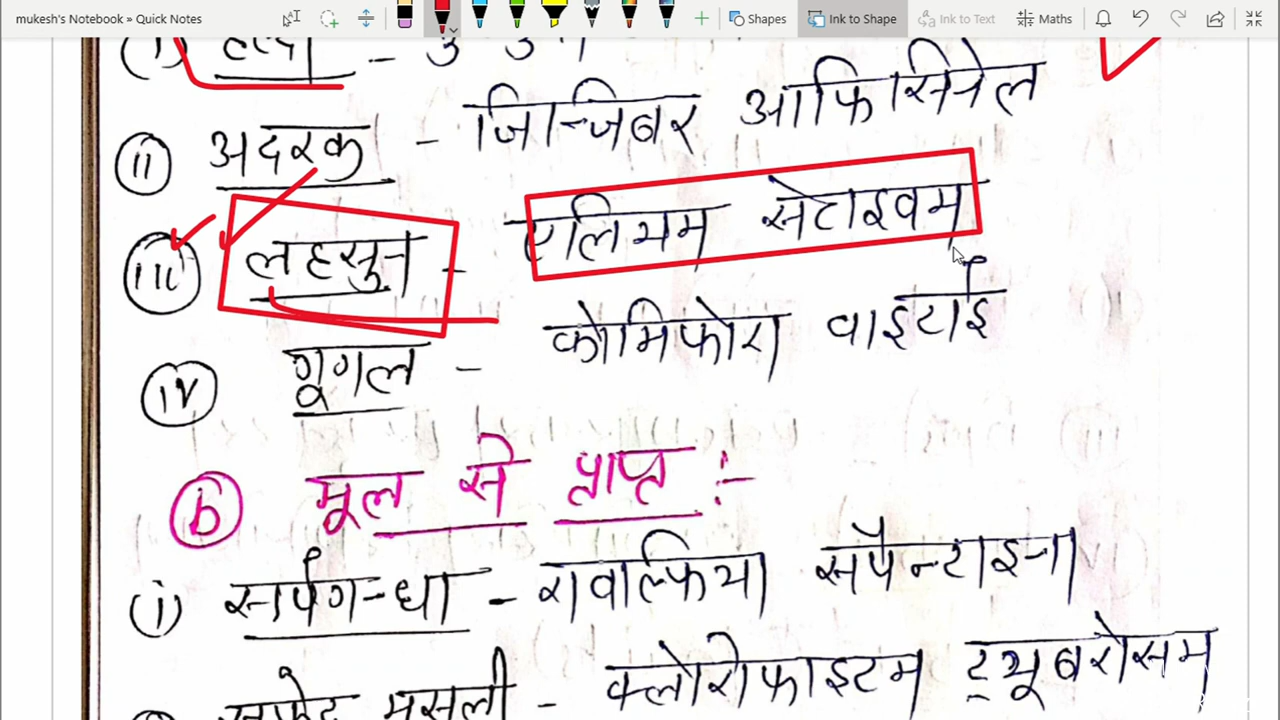 mukesh's Notebook » Quick Notes
Shapes
Ink to Shape
Ink to Text
Maths
(i) हल्दी -
(ii) अदरक - जिन्जिबर आफिसिनेल
(iii) लहसुन - एलियम सेटाइवम
(iv) गूगल - कोमिफोरा वाइटाई
(b) मूल से प्राप्त :-
(i) सर्पगन्धा - रावल्फिया सर्पेन्टाइना
सफेद मूसली - क्लोरोफाइटम ट्यूबरोसम